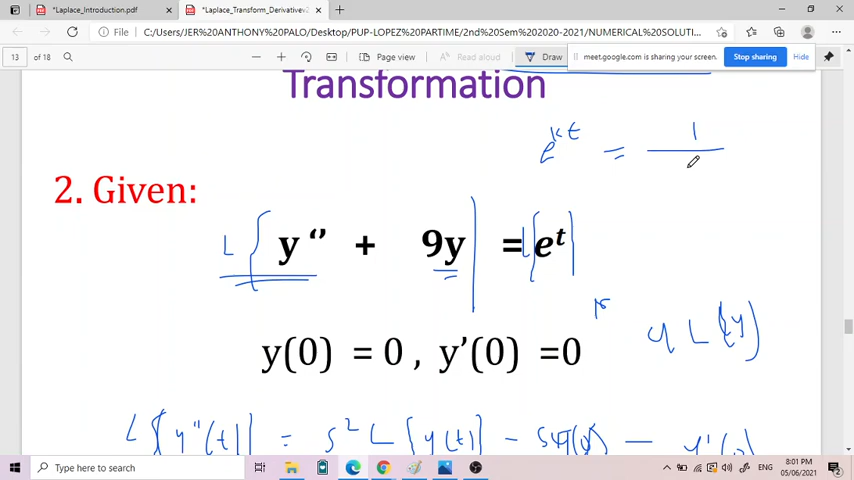 *Laplace_Introduction.pdf
*Laplace_Transform_Derivativev2
C:/Users/JER%20ANTHONY%20PALO/Desktop/PUP-LOPEZ%20PARTIME/2nd%20Sem%202020-2021/NUMERICAL%20SOLUTI...
13 of 18
Page view
Read aloud
Draw
meet.google.com is sharing your screen.
Stop sharing
Hide
Transformation
e^kt = 1
2. Given:
L { y “ + 9y = L { e^t }
y(0) = 0 , y’(0) =0
9 L {y}
L { y"(t) } = s² L { y(t) } - sy(0) - y'(0)
Type here to search
ENG
8:01 PM
05/06/2021
2